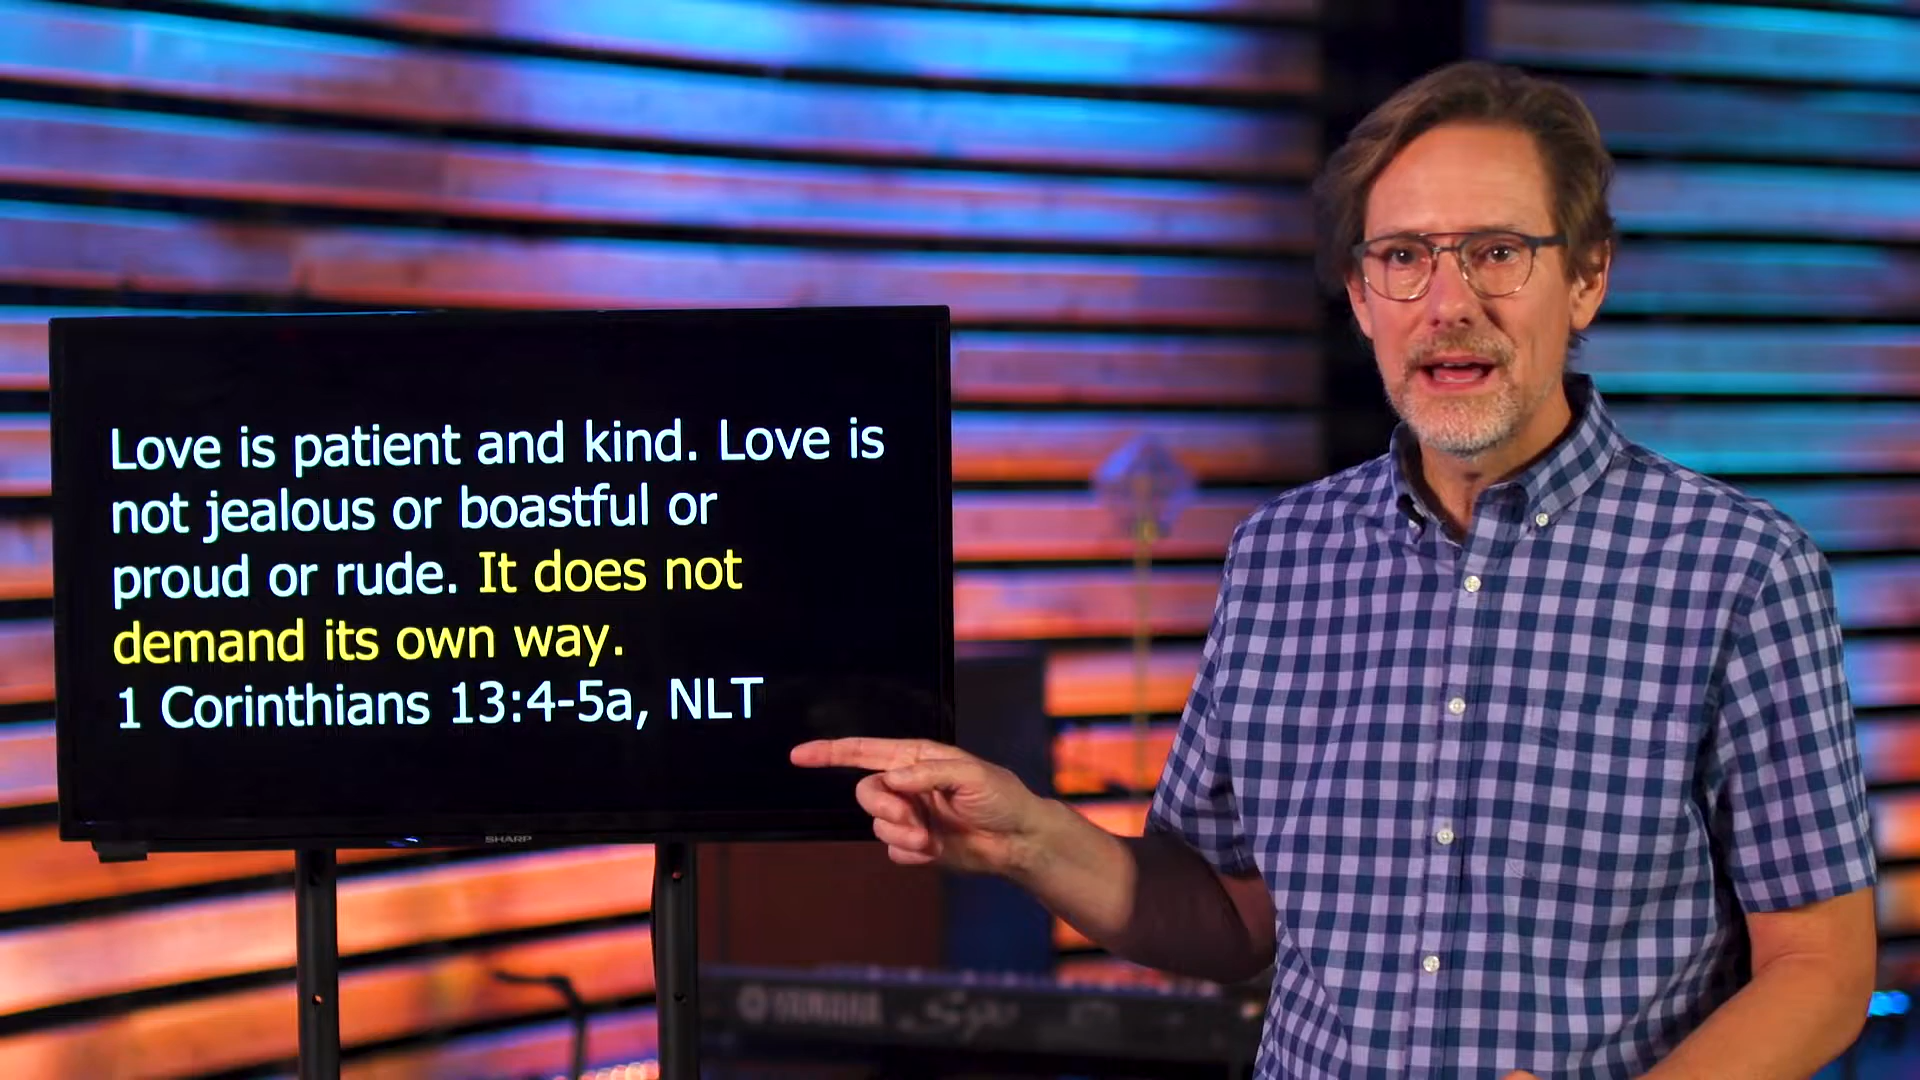 Love is patient and kind. Love is
not jealous or boastful or
proud or rude. It does not
demand its own way.
1 Corinthians 13:4-5a, NLT
SHARP
YAMAHA